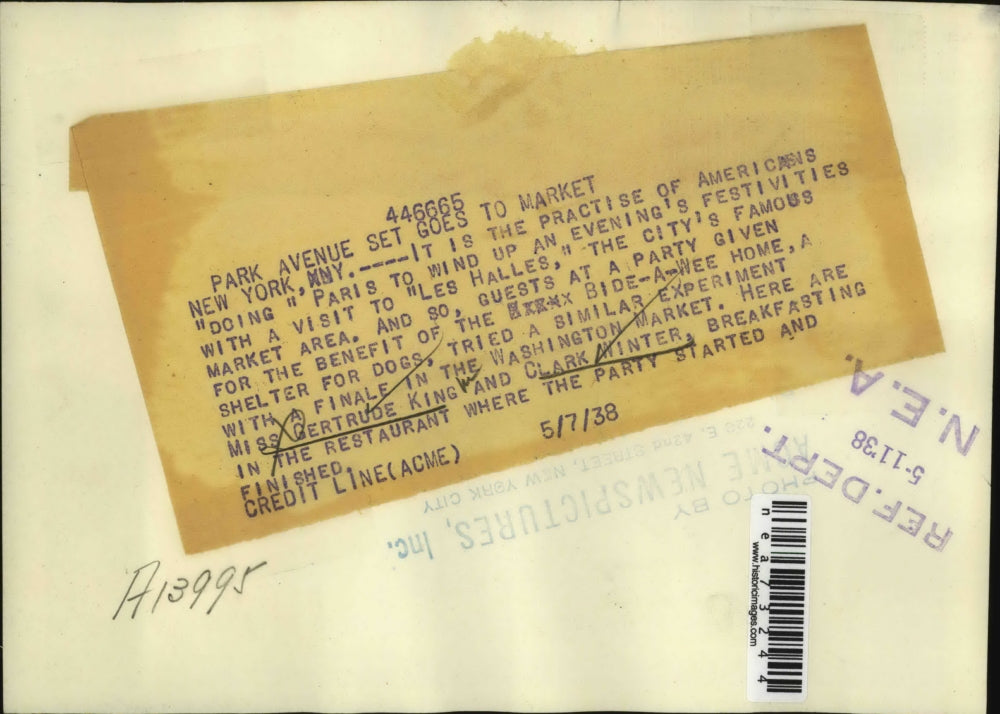 446665
PARK AVENUE SET GOES TO MARKET
NEW YORK, NNY.----IT IS THE PRACTISE OF AMERICANS
"DOING" PARIS TO WIND UP AN EVENING'S FESTIVITIES
WITH A VISIT TO "LES HALLES," THE CITY'S FAMOUS
MARKET AREA. AND SO, GUESTS AT A PARTY GIVEN
FOR THE BENEFIT OF THE BIDE-A-WEE HOME, A
SHELTER FOR DOGS, TRIED A SIMILAR EXPERIMENT
WITH A FINALE IN THE WASHINGTON MARKET. HERE ARE
MISS GERTRUDE KING AND CLARK WINTER, BREAKFASTING
IN THE RESTAURANT WHERE THE PARTY STARTED AND
FINISHED.
CREDIT LINE(ACME) 5/7/38
PHOTO BY
ACME NEWSPICTURES, Inc.
220 E. 42nd STREET, NEW YORK CITY
REF. DEPT.
5-11'38
N.E.A.
A13995
nea73244
www.historicimages.com